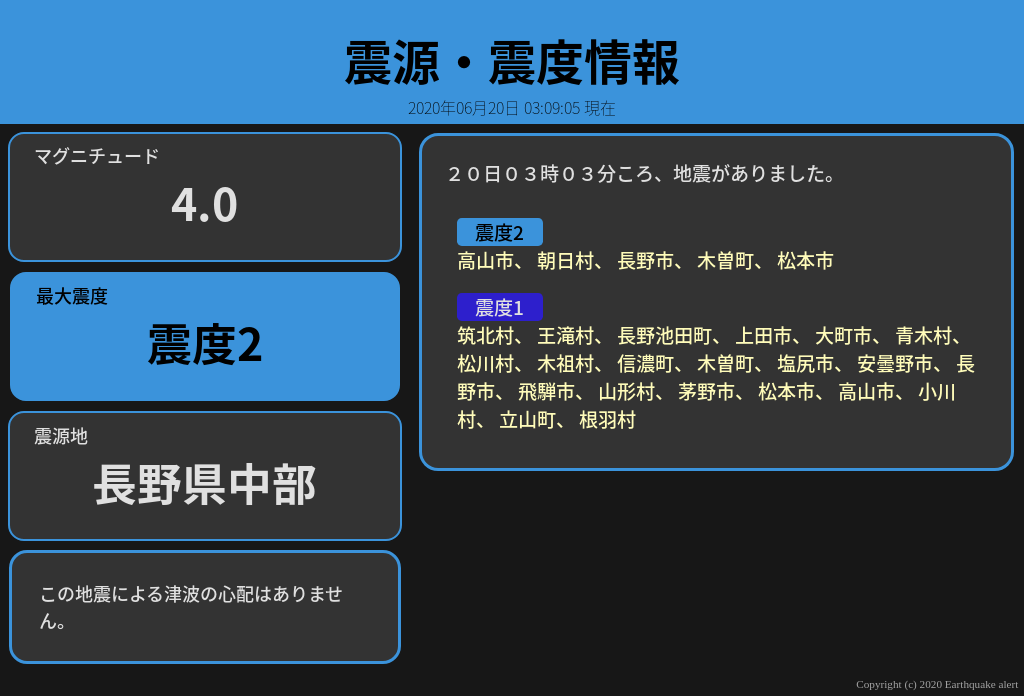 震源・震度情報
2020年06月20日 03:09:05 現在
マグニチュード
4.0
最大震度
震度2
震源地
長野県中部
この地震による津波の心配はありませ
ん。
２０日０３時０３分ころ、地震がありました。
震度2
高山市、 朝日村、 長野市、 木曽町、 松本市
震度1
筑北村、 王滝村、 長野池田町、 上田市、 大町市、 青木村、
松川村、 木祖村、 信濃町、 木曽町、 塩尻市、 安曇野市、 長
野市、 飛騨市、 山形村、 茅野市、 松本市、 高山市、 小川
村、 立山町、 根羽村
Copyright (c) 2020 Earthquake alert